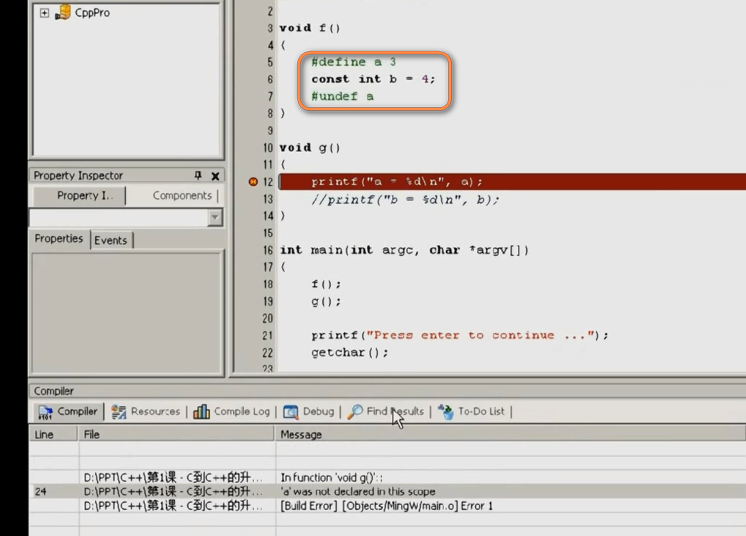 CppPro
2
3 void f()
4 {
5 #define a 3
6 const int b = 4;
7 #undef a
8 }
9
10 void g()
11 {
12 printf("a = %d\n", a);
13 //printf("b = %d\n", b);
14 }
15
16 int main(int argc, char *argv[])
17 {
18 f();
19 g();
20
21 printf("Press enter to continue ...");
22 getchar();
23
Property Inspector
Property I.. Components
Properties Events
Compiler
Compiler Resources Compile Log Debug Find Results To-Do List
Line File Message
D:\PPT\C++\第1课 - C到C++的升... In function 'void g()'::
24 D:\PPT\C++\第1课 - C到C++的升... 'a' was not declared in this scope
D:\PPT\C++\第1课 - C到C++的升... [Build Error] [Objects/MingW/main.o] Error 1